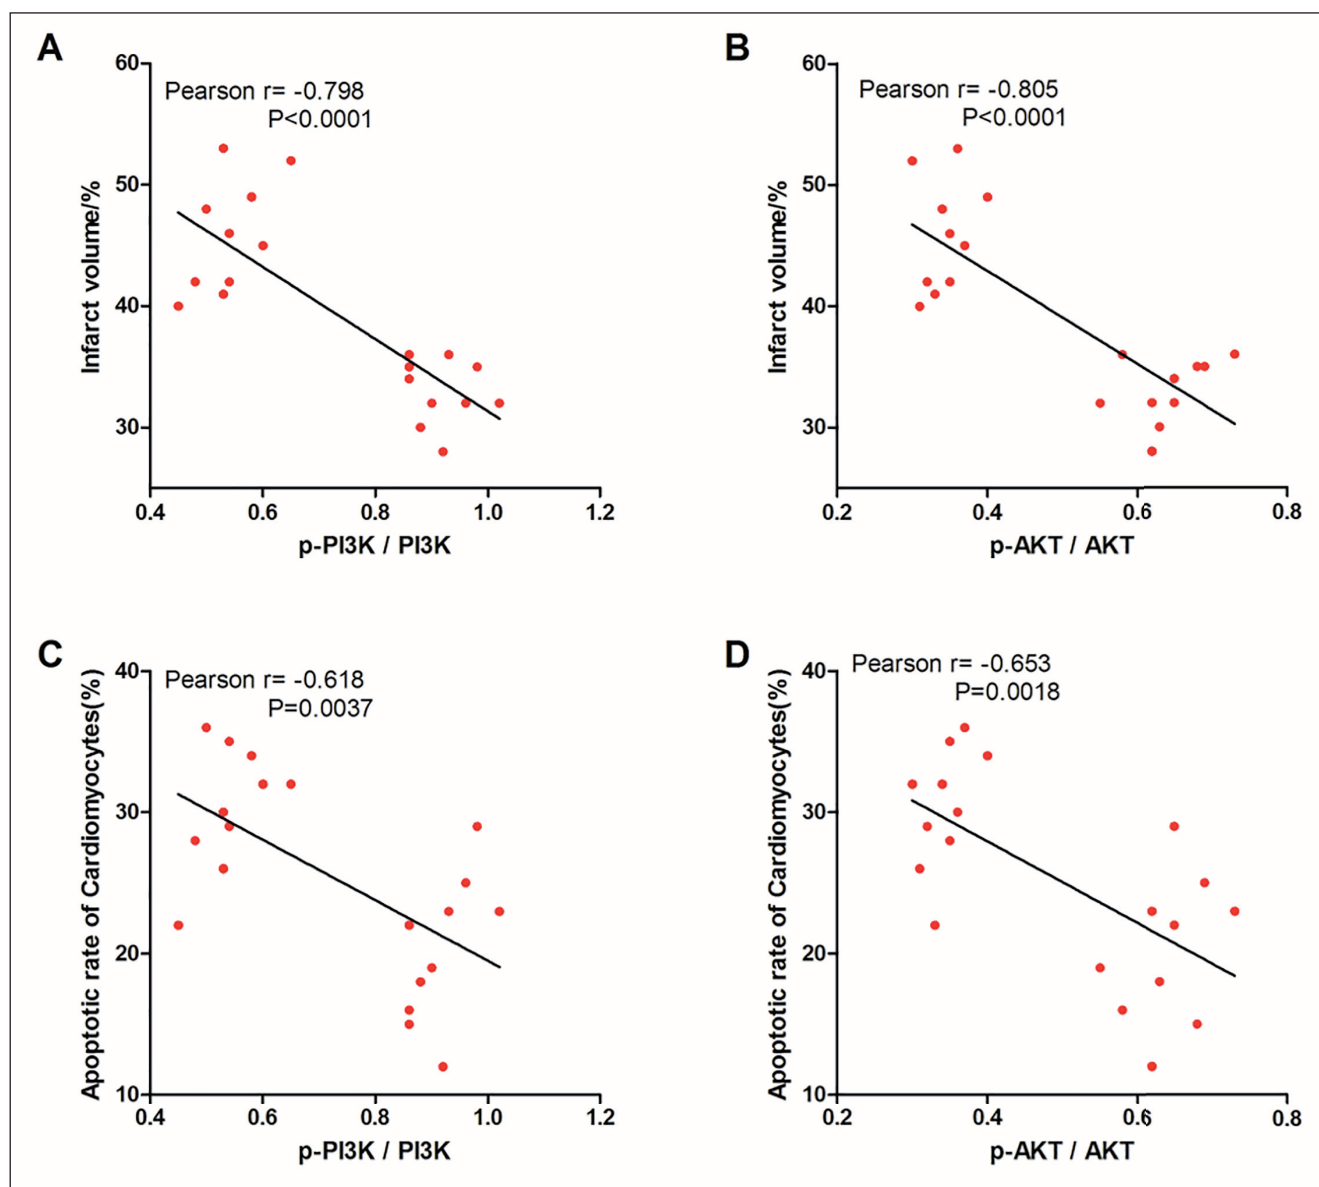 A
Pearson r= -0.798
P<0.0001
60
50
40
30
Infarct volume/%
0.4 0.6 0.8 1.0 1.2
p-PI3K / PI3K
B
Pearson r= -0.805
P<0.0001
60
50
40
30
Infarct volume/%
0.2 0.4 0.6 0.8
p-AKT / AKT
C
Pearson r= -0.618
P=0.0037
40
30
20
10
Apoptotic rate of Cardiomyocytes(%)
0.4 0.6 0.8 1.0 1.2
p-PI3K / PI3K
D
Pearson r= -0.653
P=0.0018
40
30
20
10
Apoptotic rate of Cardiomyocytes(%)
0.2 0.4 0.6 0.8
p-AKT / AKT